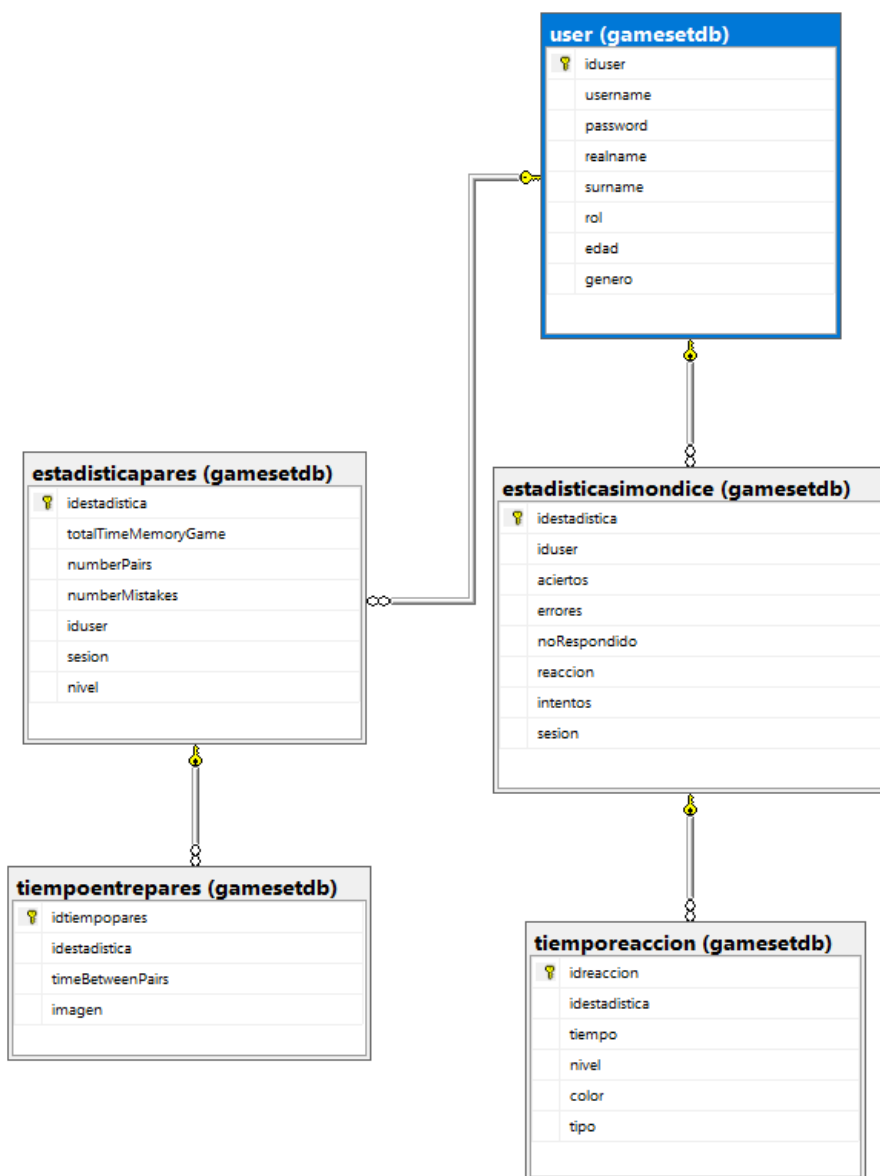 user (gamesetdb)
iduser
username
password
realname
surname
rol
edad
genero
estadisticapares (gamesetdb)
idestadistica
totalTimeMemoryGame
numberPairs
numberMistakes
iduser
sesion
nivel
estadisticasimondice (gamesetdb)
idestadistica
iduser
aciertos
errores
noRespondido
reaccion
intentos
sesion
tiempoentrepares (gamesetdb)
idtiempopares
idestadistica
timeBetweenPairs
imagen
tiemporeaccion (gamesetdb)
idreaccion
idestadistica
tiempo
nivel
color
tipo